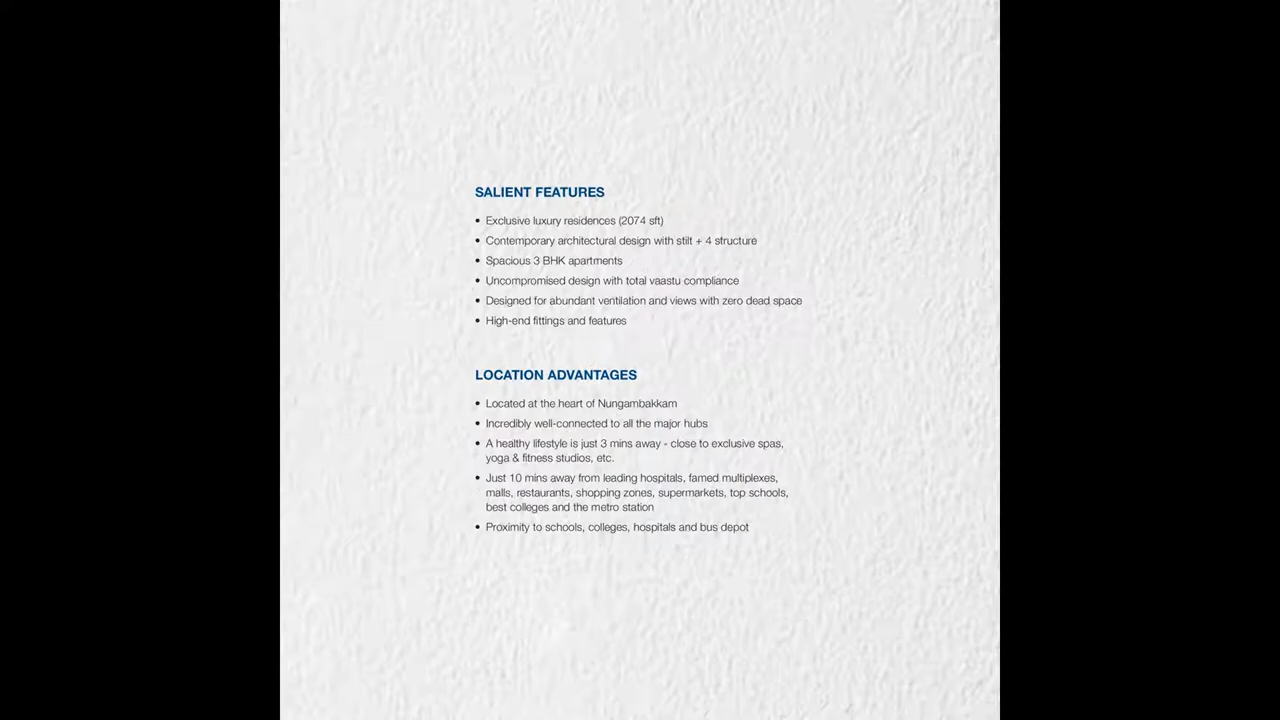 SALIENT FEATURES
• Exclusive luxury residences (2074 sft)
• Contemporary architectural design with stilt + 4 structure
• Spacious 3 BHK apartments
• Uncompromised design with total vaastu compliance
• Designed for abundant ventilation and views with zero dead space
• High-end fittings and features
LOCATION ADVANTAGES
• Located at the heart of Nungambakkam
• Incredibly well-connected to all the major hubs
• A healthy lifestyle is just 3 mins away - close to exclusive spas,
yoga & fitness studios, etc.
• Just 10 mins away from leading hospitals, famed multiplexes,
malls, restaurants, shopping zones, supermarkets, top schools,
best colleges and the metro station
• Proximity to schools, colleges, hospitals and bus depot